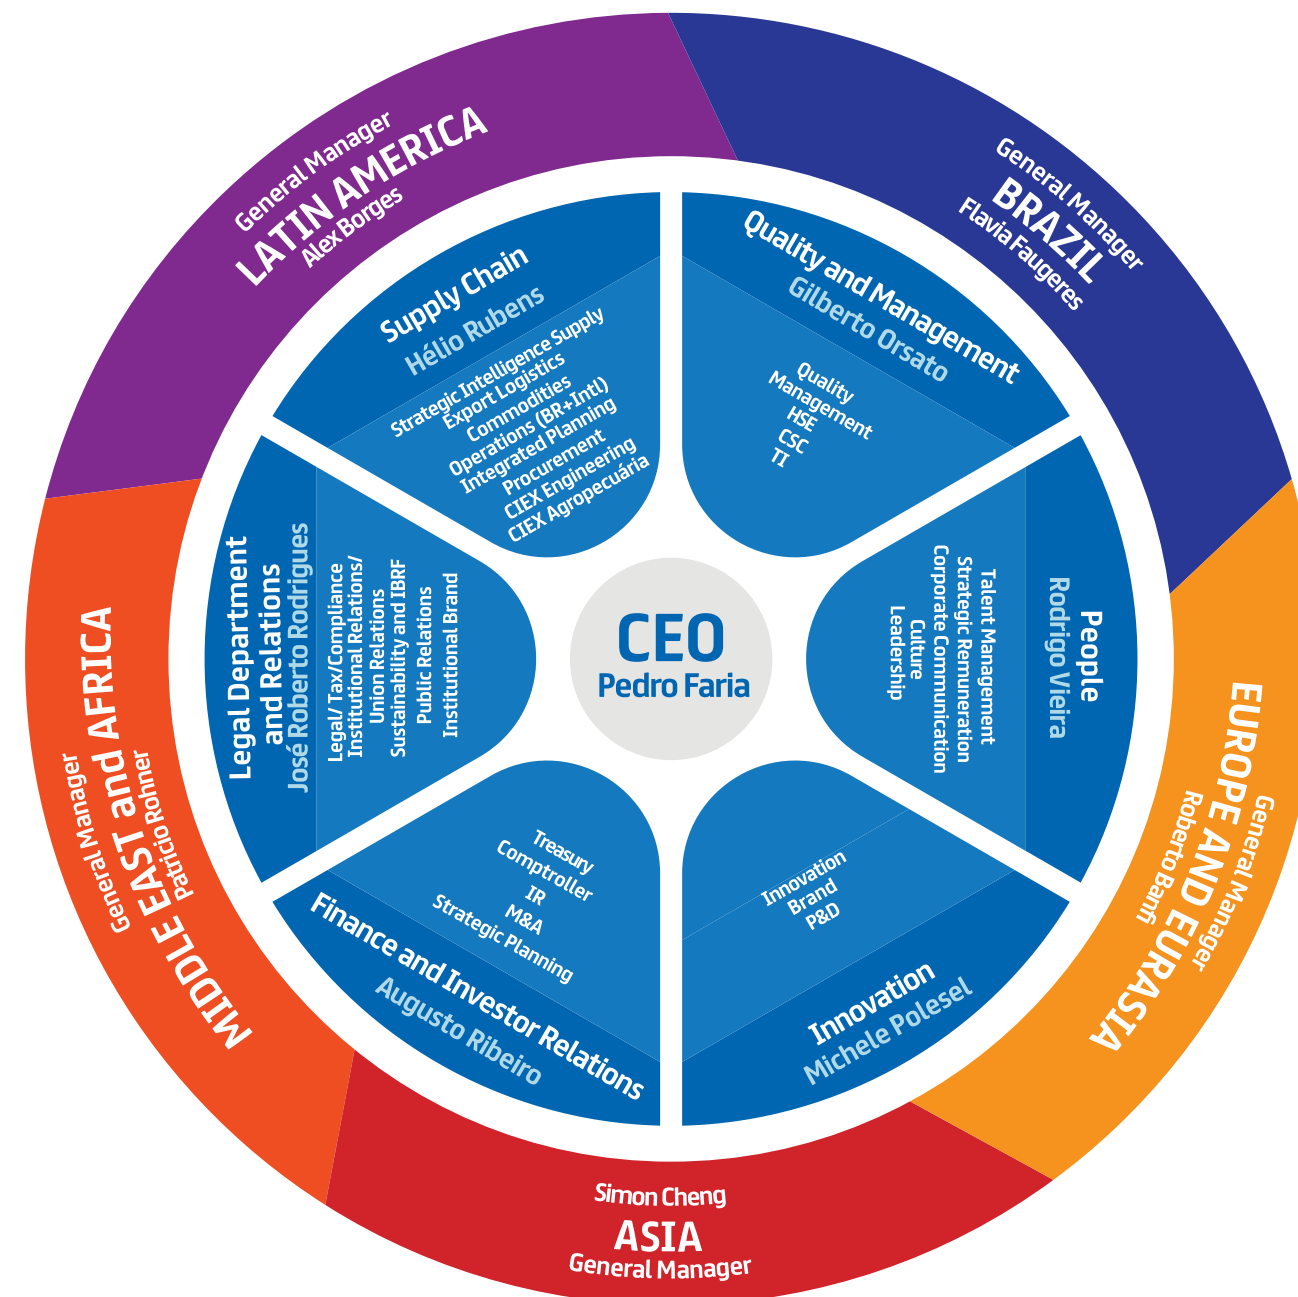 General Manager
LATIN AMERICA
Alex Borges
General Manager
BRAZIL
Flavia Faugeres
General Manager
EUROPE AND EURASIA
Roberto Banfi
Simon Cheng
ASIA
General Manager
General Manager
MIDDLE EAST and AFRICA
Patricio Rohner
Supply Chain
Hélio Rubens
Strategic Intelligence Supply
Export Logistics
Commodities
Operations (BR+Intl)
Integrated Planning
Procurement
CIEX Engineering
CIEX Agropecuária
Quality and Management
Gilberto Orsato
Quality
Management
HSE
CSC
TI
People
Rodrigo Vieira
Talent Management
Strategic Remuneration
Corporate Communication
Culture
Leadership
Innovation
Brand
P&D
Innovation
Michele Polesel
Treasury
Comptroller
IR
M&A
Strategic Planning
Finance and Investor Relations
Augusto Ribeiro
Legal Department
and Relations
José Roberto Rodrigues
Legal/ Tax/Compliance
Institutional Relations/
Union Relations
Sustainability and IBRF
Public Relations
Institutional Brand
CEO
Pedro Faria